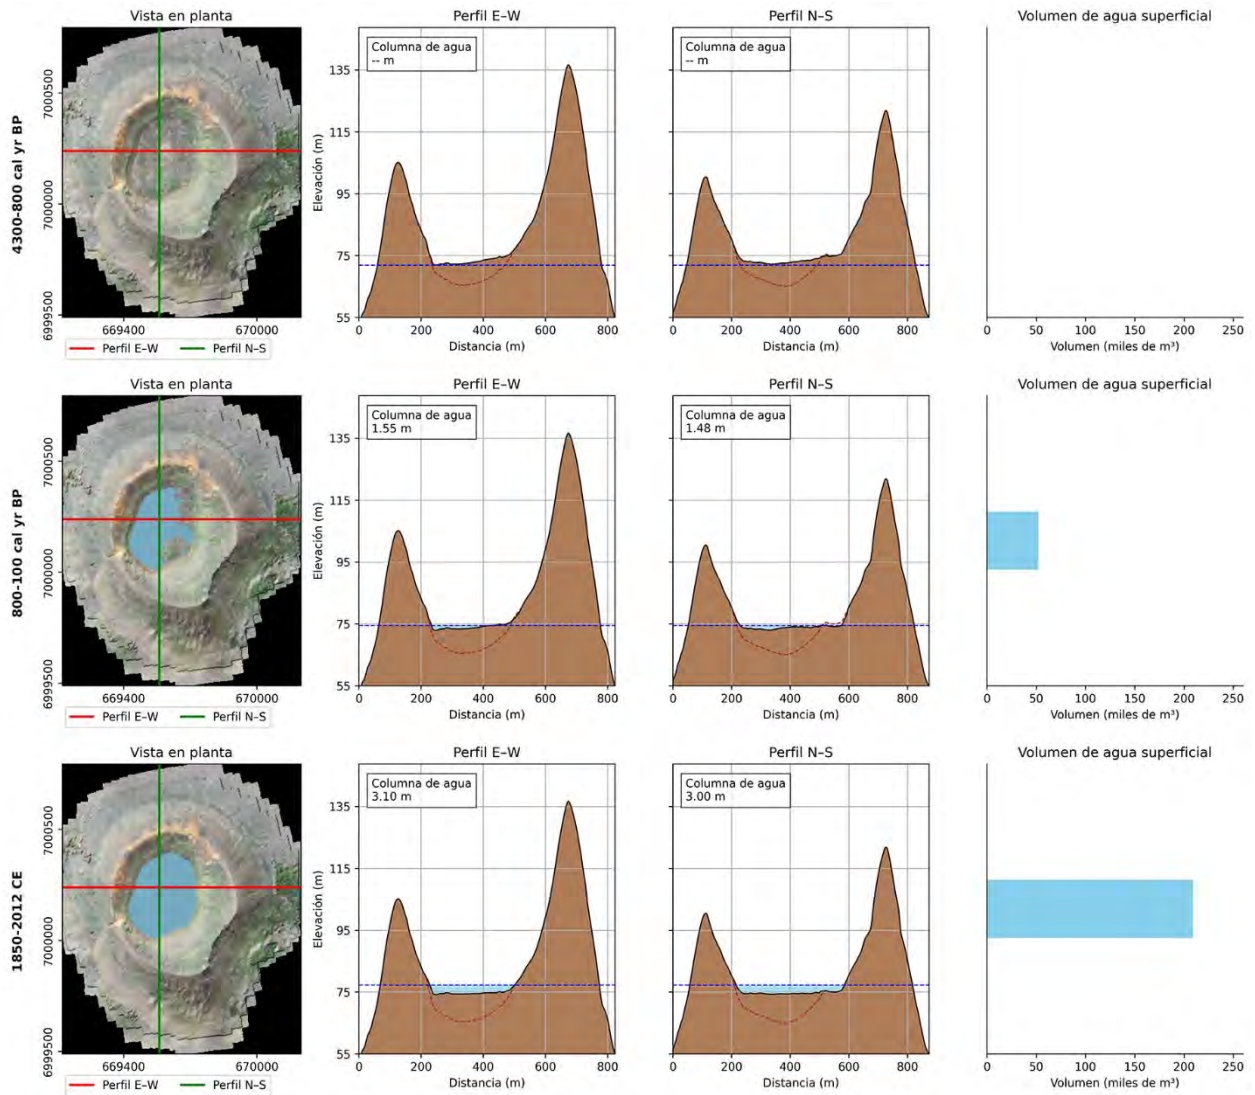 Vista en planta
Perfil E–W
Perfil N–S
Volumen de agua superficial
4300-800 cal yr BP
7000500
7000000
6999500
669400
670000
Perfil E–W
Perfil N–S
Elevación (m)
135
115
95
75
55
Columna de agua
-- m
0
200
400
600
800
Distancia (m)
Columna de agua
-- m
0
200
400
600
800
Distancia (m)
0
50
100
150
200
250
Volumen (miles de m³)
Vista en planta
Perfil E–W
Perfil N–S
Volumen de agua superficial
800-100 cal yr BP
7000500
7000000
6999500
669400
670000
Perfil E–W
Perfil N–S
Elevación (m)
135
115
95
75
55
Columna de agua
1.55 m
0
200
400
600
800
Distancia (m)
Columna de agua
1.48 m
0
200
400
600
800
Distancia (m)
0
50
100
150
200
250
Volumen (miles de m³)
Vista en planta
Perfil E–W
Perfil N–S
Volumen de agua superficial
1850-2012 CE
7000500
7000000
6999500
669400
670000
Perfil E–W
Perfil N–S
Elevación (m)
135
115
95
75
55
Columna de agua
3.10 m
0
200
400
600
800
Distancia (m)
Columna de agua
3.00 m
0
200
400
600
800
Distancia (m)
0
50
100
150
200
250
Volumen (miles de m³)